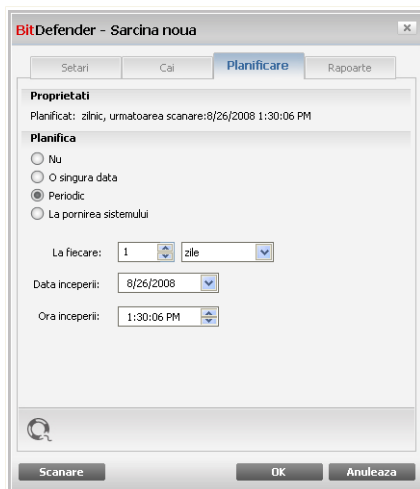 BitDefender - Sarcina noua
Setari Cai Planificare Rapoarte
Proprietati
Planificat: zilnic, urmatoarea scanare:8/26/2008 1:30:06 PM
Planifica
Nu
O singura data
Periodic
La pornirea sistemului
La fiecare: 1 zile
Data inceperii: 8/26/2008
Ora inceperii: 1:30:06 PM
Scanare OK Anuleaza